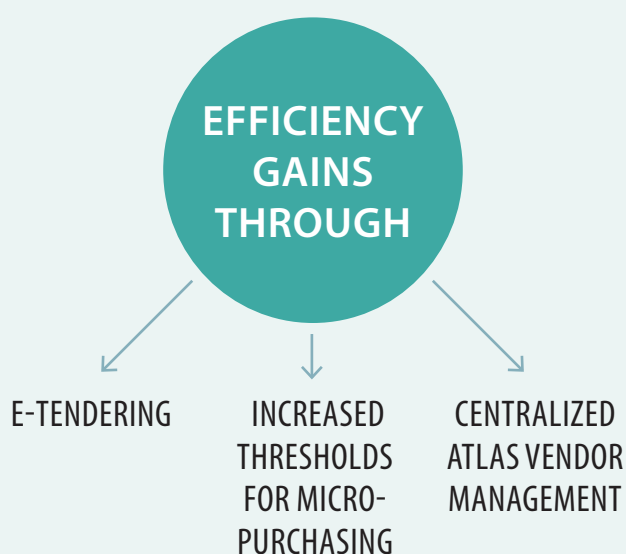 EFFICIENCY
GAINS
THROUGH
E-TENDERING
INCREASED
THRESHOLDS
FOR MICRO-
PURCHASING
CENTRALIZED
ATLAS VENDOR
MANAGEMENT